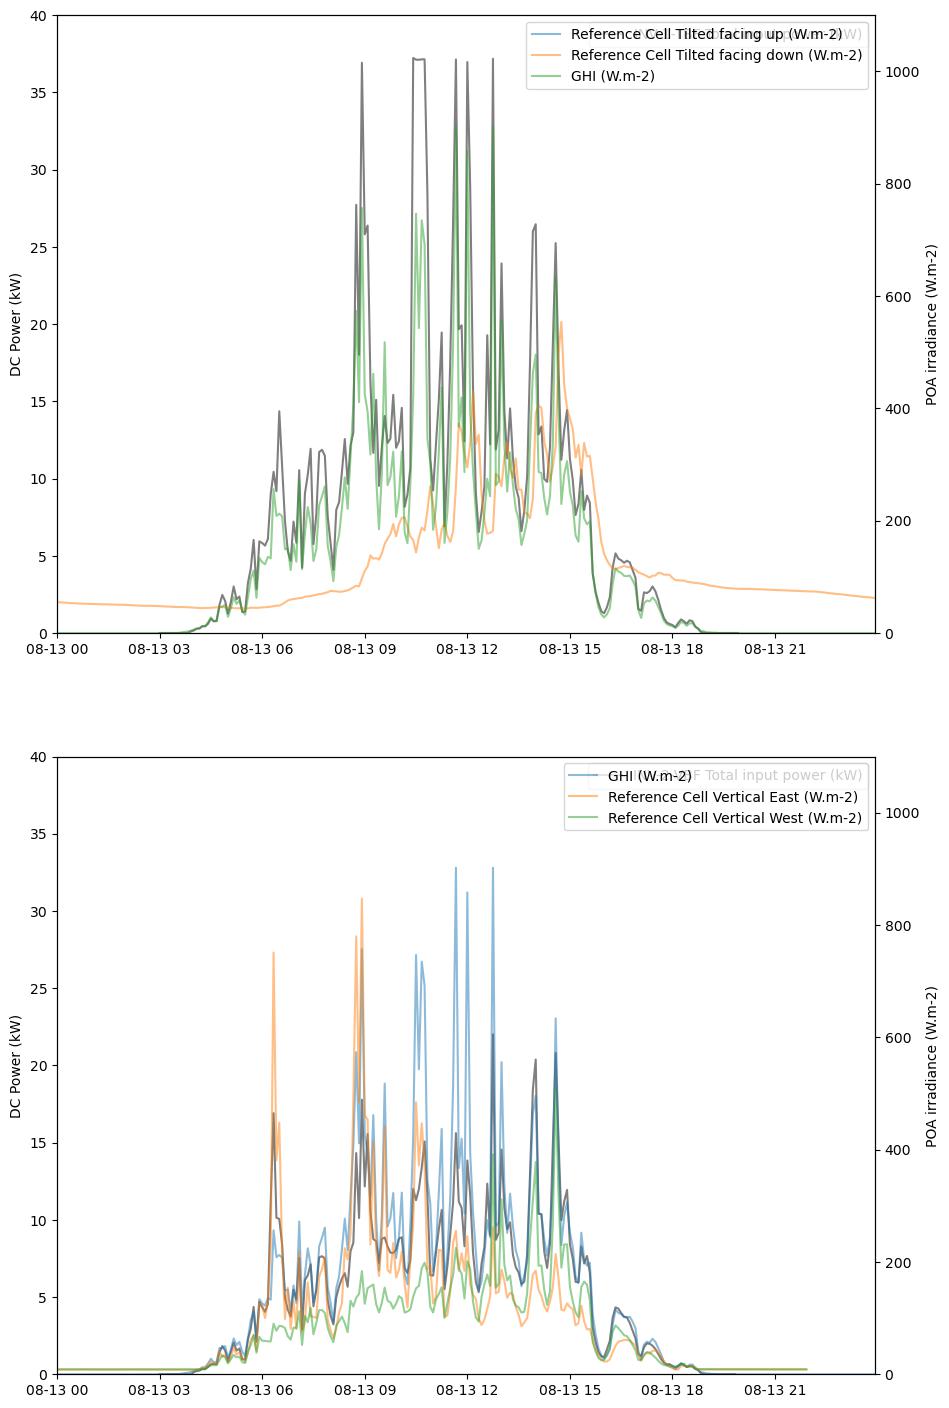 40
35
30
25
20
15
10
5
0
DC Power (kW)
Reference Cell Tilted facing up (W.m-2)
Reference Cell Tilted facing down (W.m-2)
GHI (W.m-2)
1000
800
600
400
200
0
POA irradiance (W.m-2)
08-13 00 08-13 03 08-13 06 08-13 09 08-13 12 08-13 15 08-13 18 08-13 21
40
35
30
25
20
15
10
5
0
DC Power (kW)
GHI (W.m-2) Total input power (kW)
Reference Cell Vertical East (W.m-2)
Reference Cell Vertical West (W.m-2)
1000
800
600
400
200
0
POA irradiance (W.m-2)
08-13 00 08-13 03 08-13 06 08-13 09 08-13 12 08-13 15 08-13 18 08-13 21